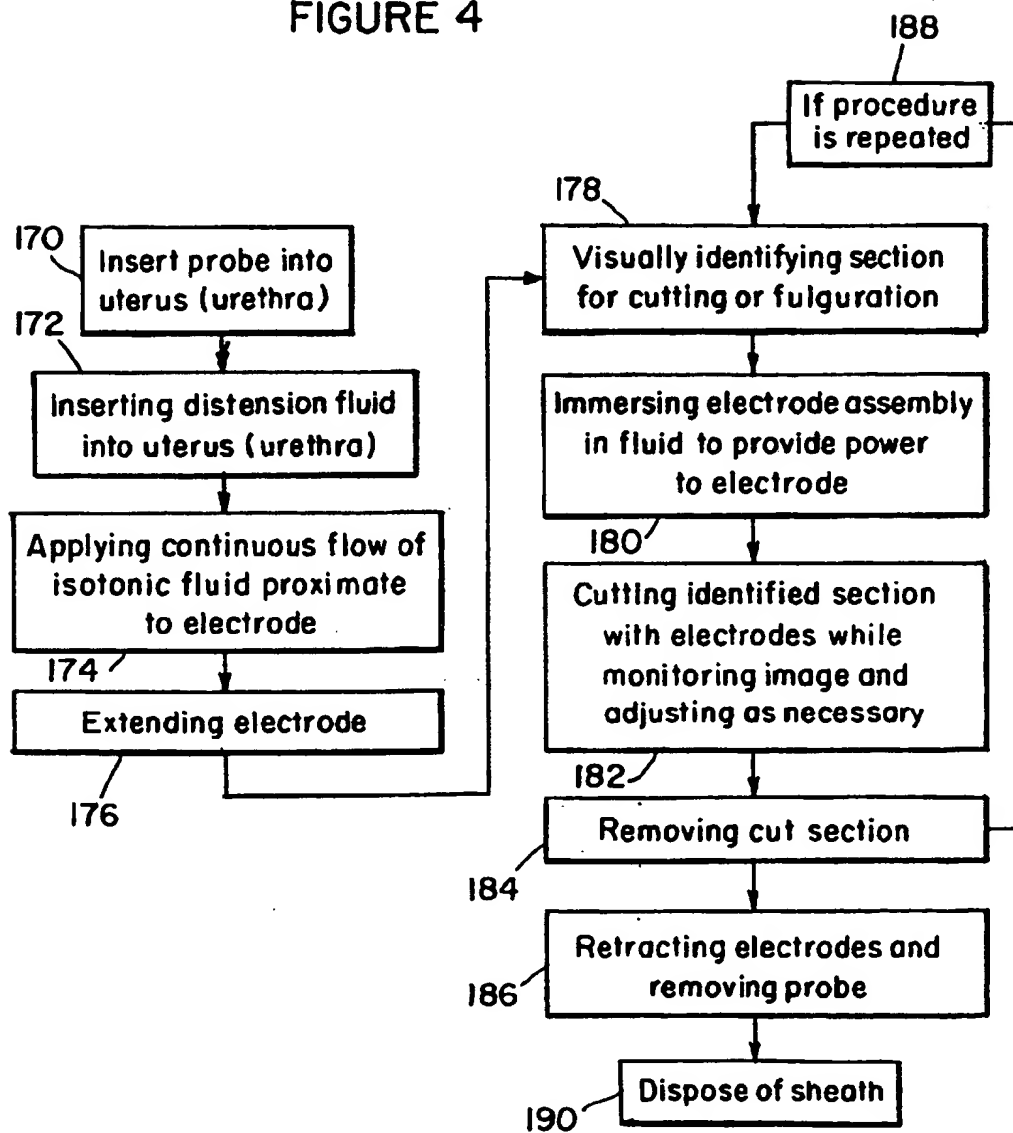 FIGURE 4
170
Insert probe into
uterus (urethra)
172
Inserting distension fluid
into uterus (urethra)
Applying continuous flow of
isotonic fluid proximate
to electrode
174
Extending electrode
176
188
If procedure
is repeated
178
Visually identifying section
for cutting or fulguration
Immersing electrode assembly
in fluid to provide power
to electrode
180
Cutting identified section
with electrodes while
monitoring image and
adjusting as necessary
182
Removing cut section
184
Retracting electrodes and
removing probe
186
Dispose of sheath
190